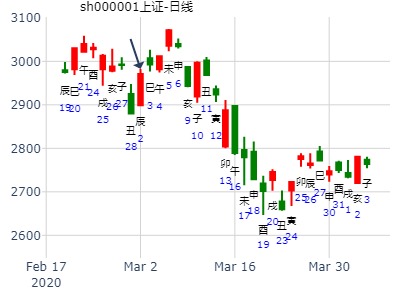 sh000001上证-日线
3100
3000
2900
2800
2700
2600
辰
19
巳
20
午
21
酉
24
戌
25
亥
26
子
27
丑
28
辰
2
巳
3
午
4
未
5
申
6
亥
9
子
10
丑
11
寅
12
卯
13
午
16
未
17
申
18
酉
19
戌
20
丑
23
寅
24
卯
25
辰
26
巳
27
申
30
酉
31
戌
1
亥
2
子
3
Feb 17
2020
Mar 2
Mar 16
Mar 30